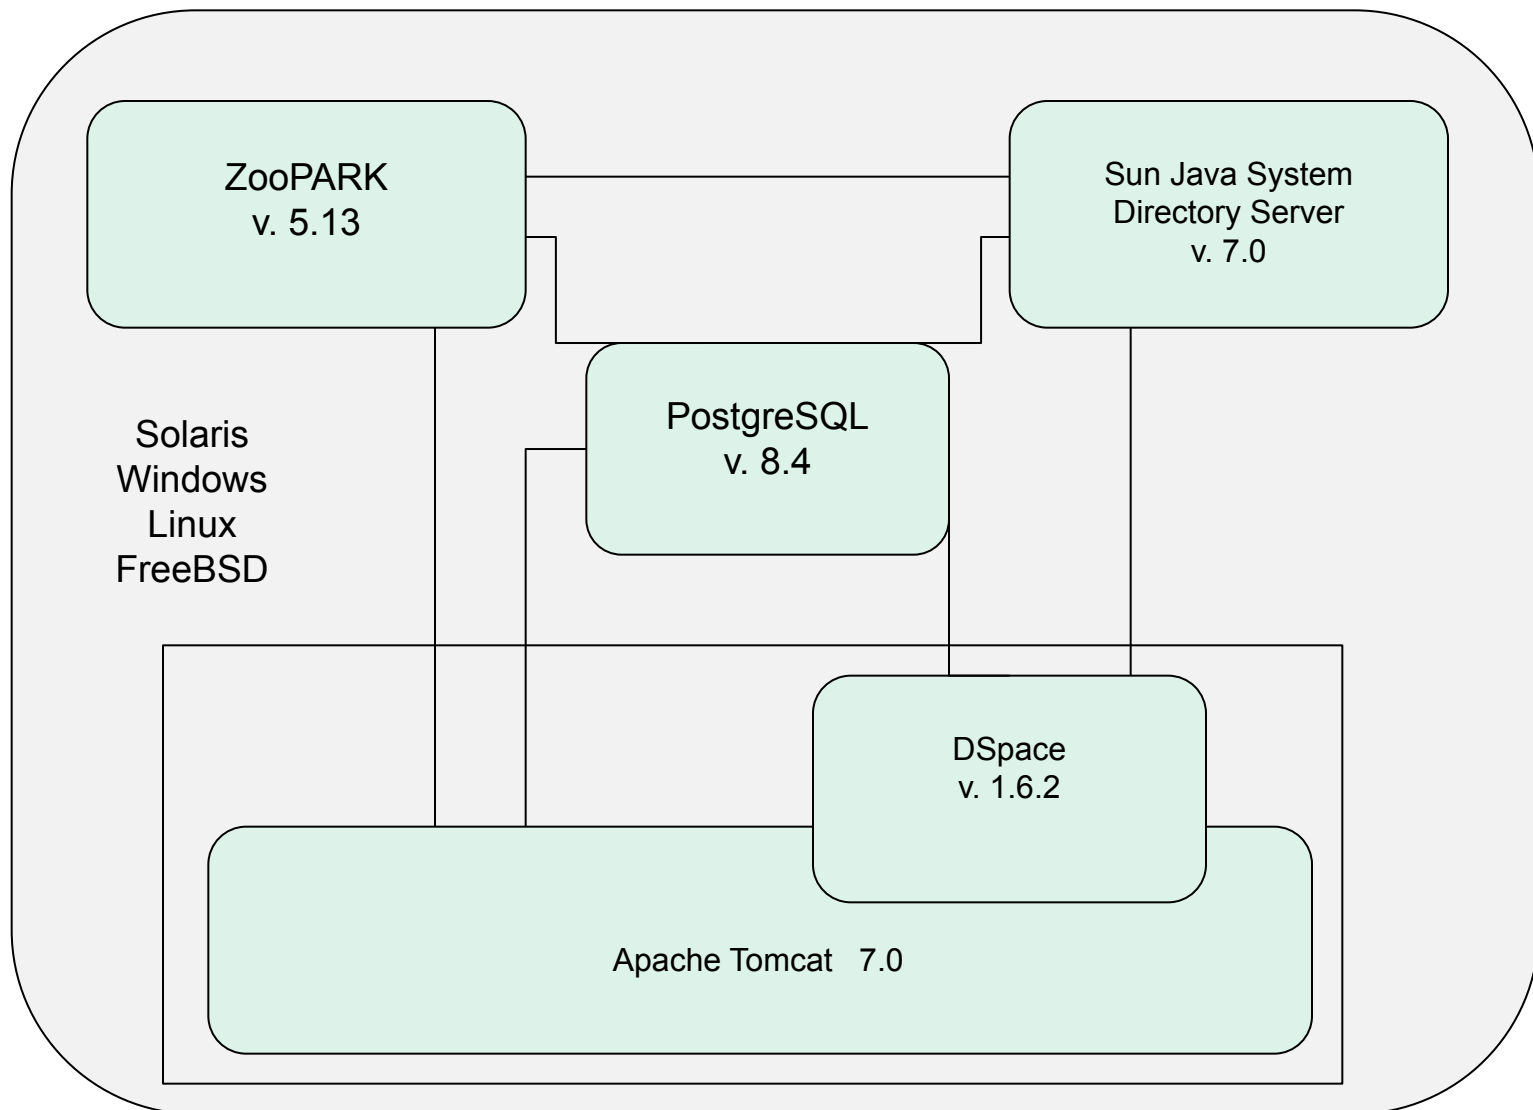 ZooPARK
v. 5.13
Sun Java System
Directory Server
v. 7.0
PostgreSQL
v. 8.4
Solaris
Windows
Linux
FreeBSD
DSpace
v. 1.6.2
Apache Tomcat   7.0